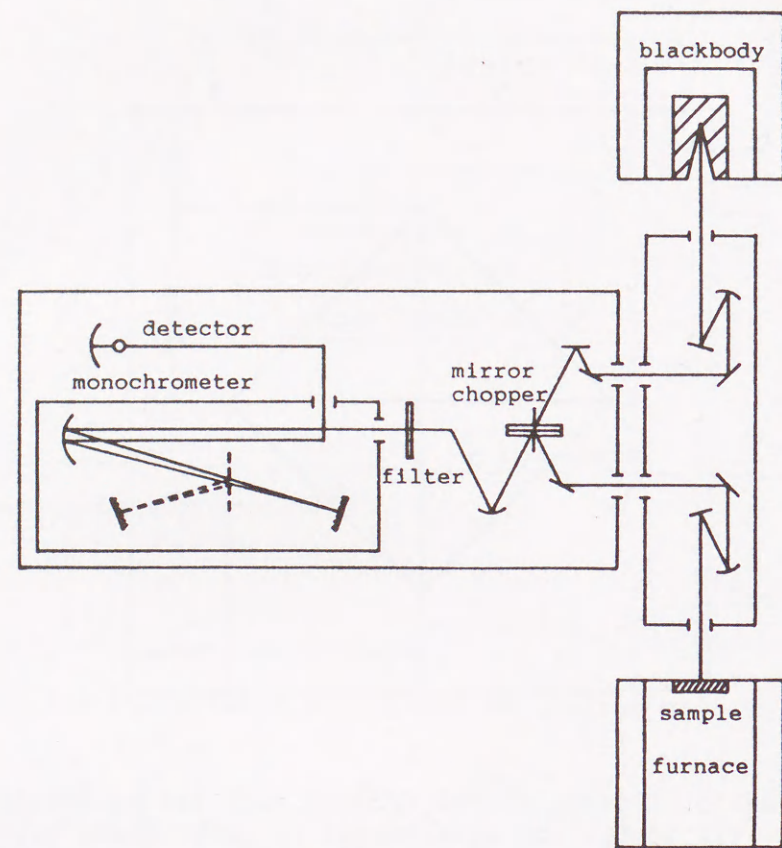 blackbody
detector
mirror
chopper
monochrometer
filter
sample
furnace